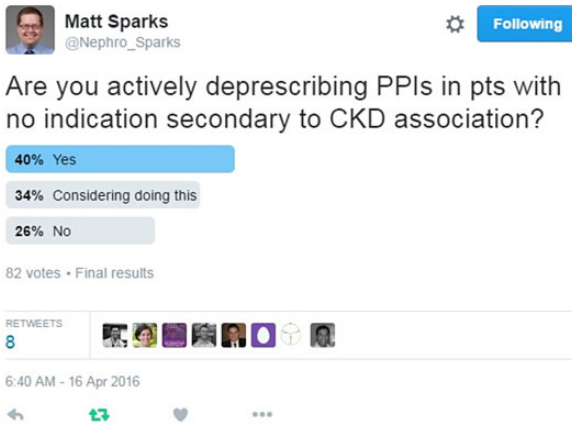 Matt Sparks
@Nephro_Sparks
Following
Are you actively deprescribing PPIs in pts with
no indication secondary to CKD association?
40% Yes
34% Considering doing this
26% No
82 votes • Final results
RETWEETS
8
6:40 AM - 16 Apr 2016